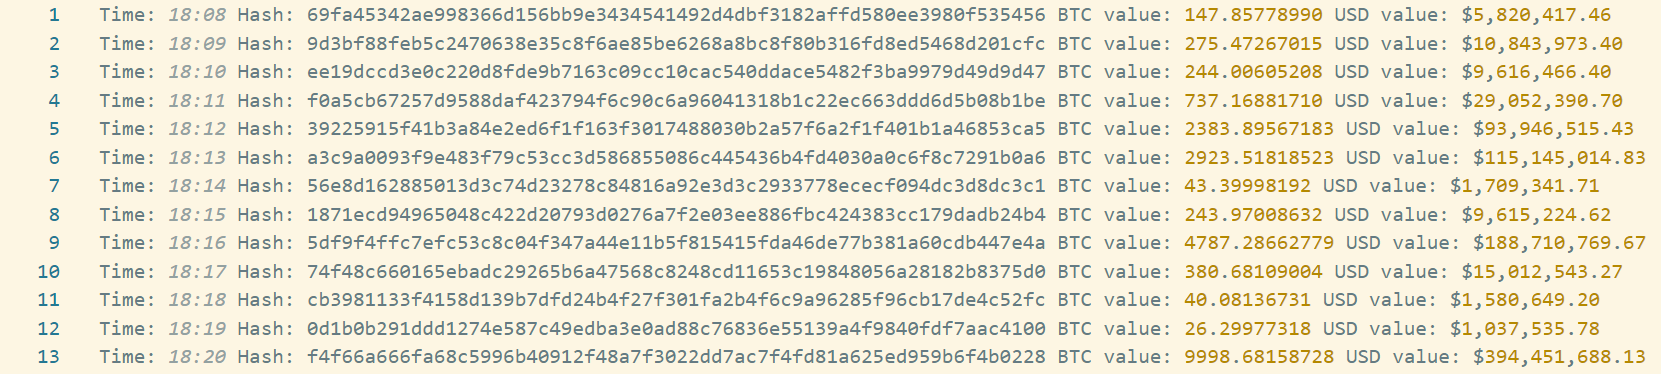 1 Time: 18:08 Hash: 69fa45342ae998366d156bb9e3434541492d4dbf3182affd580ee3980f535456 BTC value: 147.85778990 USD value: $5,820,417.46
2 Time: 18:09 Hash: 9d3bf88feb5c2470638e35c8f6ae85be6268a8bc8f80b316fd8ed5468d201cfc BTC value: 275.47267015 USD value: $10,843,973.40
3 Time: 18:10 Hash: ee19dccd3e0c220d8fde9b7163c09cc10cac540ddace5482f3ba9979d49d9d47 BTC value: 244.00605208 USD value: $9,616,466.40
4 Time: 18:11 Hash: f0a5cb67257d9588daf423794f6c90c6a96041318b1c22ec663ddd6d5b08b1be BTC value: 737.16881710 USD value: $29,052,390.70
5 Time: 18:12 Hash: 39225915f41b3a84e2ed6f1f163f3017488030b2a57f6a2f1f401b1a46853ca5 BTC value: 2383.89567183 USD value: $93,946,515.43
6 Time: 18:13 Hash: a3c9a0093f9e483f79c53cc3d586855086c445436b4fd4030a0c6f8c7291b0a6 BTC value: 2923.51818523 USD value: $115,145,014.83
7 Time: 18:14 Hash: 56e8d162885013d3c74d23278c84816a92e3d3c2933778ececf094dc3d8dc3c1 BTC value: 43.39998192 USD value: $1,709,341.71
8 Time: 18:15 Hash: 1871ecd94965048c422d20793d0276a7f2e03ee886fbc424383cc179dadb24b4 BTC value: 243.97008632 USD value: $9,615,224.62
9 Time: 18:16 Hash: 5df9f4ffc7efc53c8c04f347a44e11b5f815415fda46de77b381a60cdb447e4a BTC value: 4787.28662779 USD value: $188,710,769.67
10 Time: 18:17 Hash: 74f48c660165ebadc29265b6a47568c8248cd11653c19848056a28182b8375d0 BTC value: 380.68109004 USD value: $15,012,543.27
11 Time: 18:18 Hash: cb3981133f4158d139b7dfd24b4f27f301fa2b4f6c9a96285f96cb17de4c52fc BTC value: 40.08136731 USD value: $1,580,649.20
12 Time: 18:19 Hash: 0d1b0b291ddd1274e587c49edba3e0ad88c76836e55139a4f9840fdf7aac4100 BTC value: 26.29977318 USD value: $1,037,535.78
13 Time: 18:20 Hash: f4f66a666fa68c5996b40912f48a7f3022dd7ac7f4fd81a625ed959b6f4b0228 BTC value: 9998.68158728 USD value: $394,451,688.13